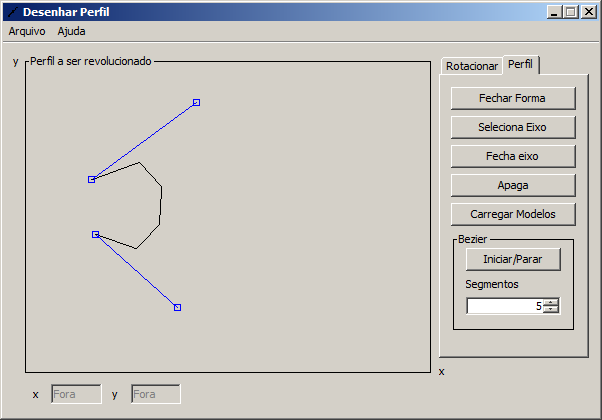 Desenhar Perfil
Arquivo Ajuda
y Perfil a ser revolucionado
Rotacionar Perfil
Fechar Forma
Seleciona Eixo
Fecha eixo
Apaga
Carregar Modelos
Bezier
Iniciar/Parar
Segmentos
5
x
x Fora y Fora